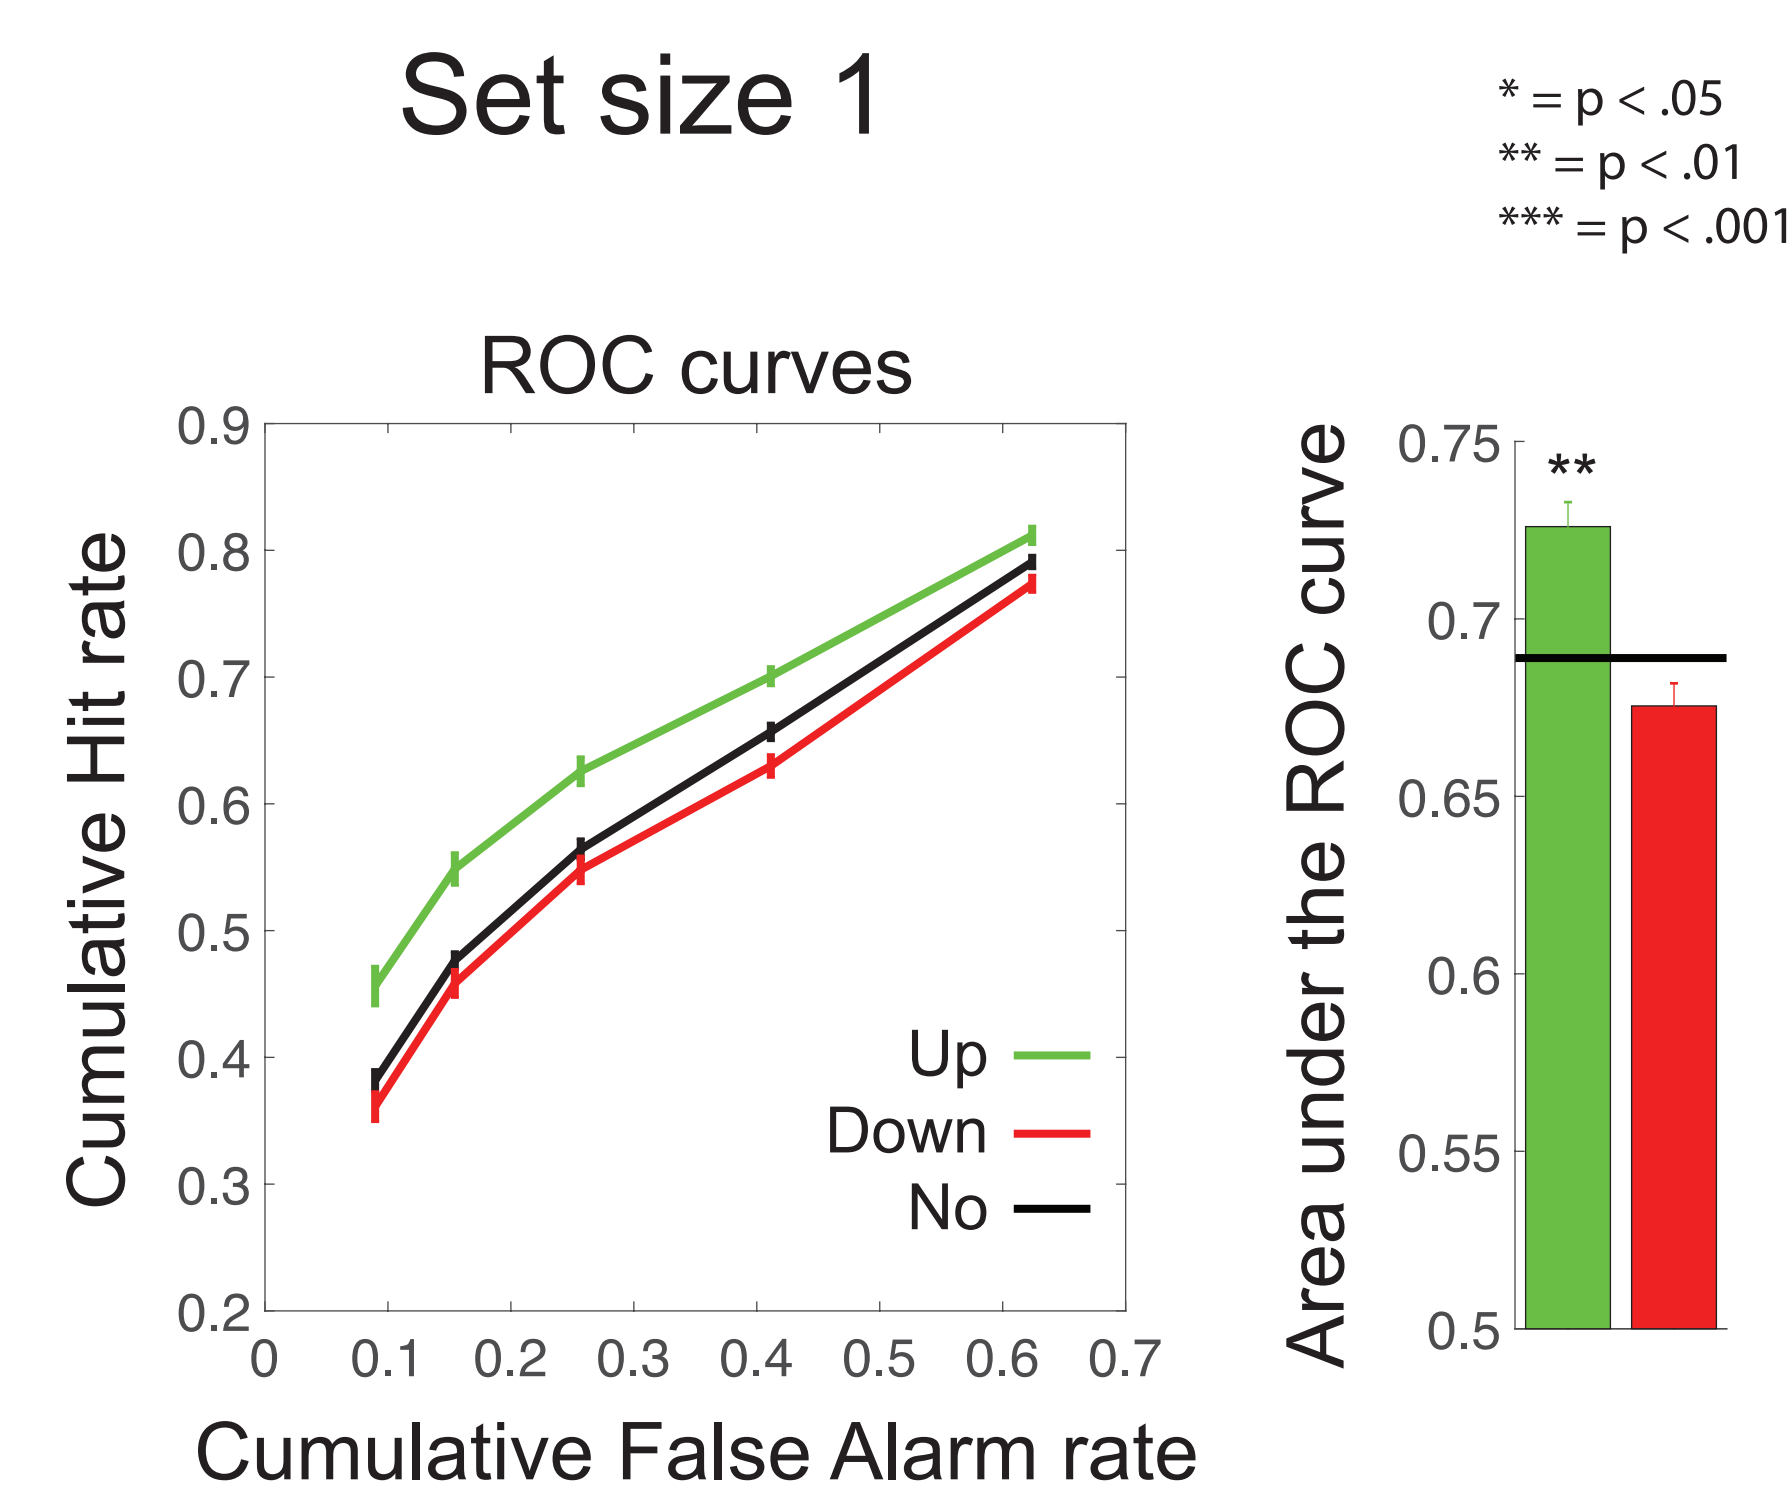 Set size 1
* = p < .05
** = p < .01
*** = p < .001
ROC curves
Cumulative Hit rate
0.9
0.8
0.7
0.6
0.5
0.4
0.3
0.2
Up
Down
No
0
0.1
0.2
0.3
0.4
0.5
0.6
0.7
Cumulative False Alarm rate
Area under the ROC curve
0.75
0.7
0.65
0.6
0.55
0.5
**